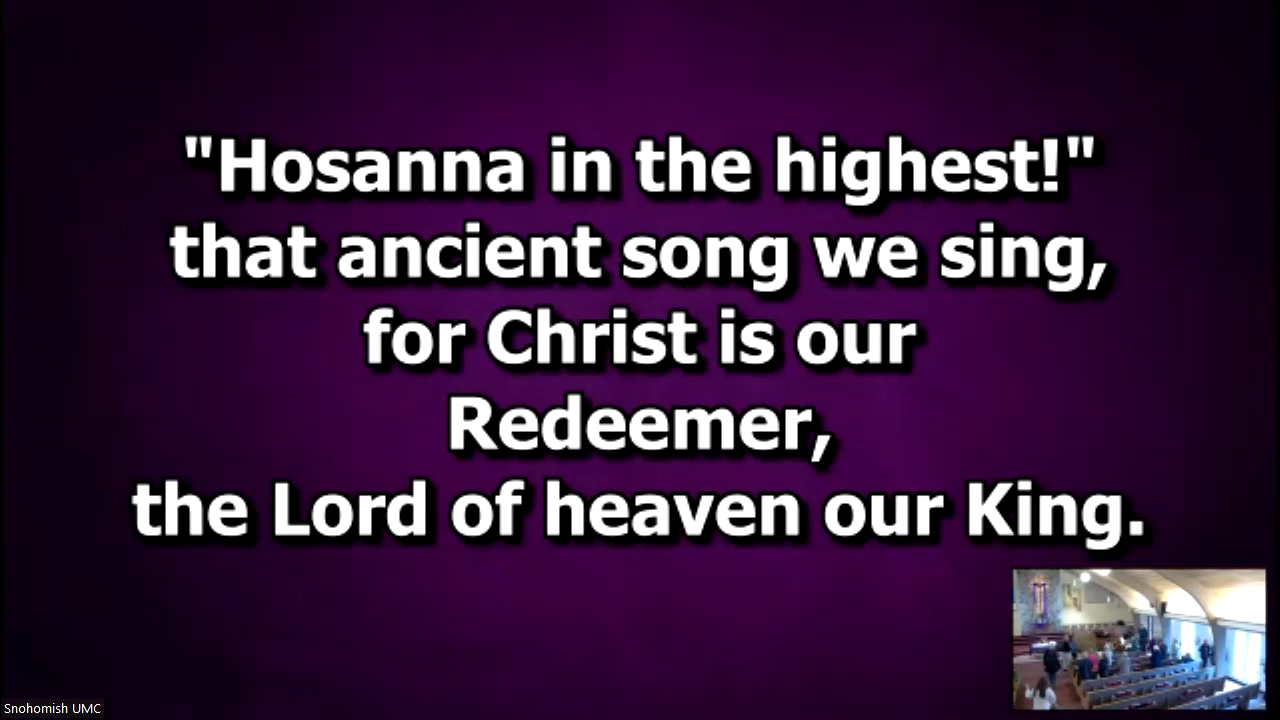 "Hosanna in the highest!"
that ancient song we sing,
for Christ is our
Redeemer,
the Lord of heaven our King.
Snohomish UMC